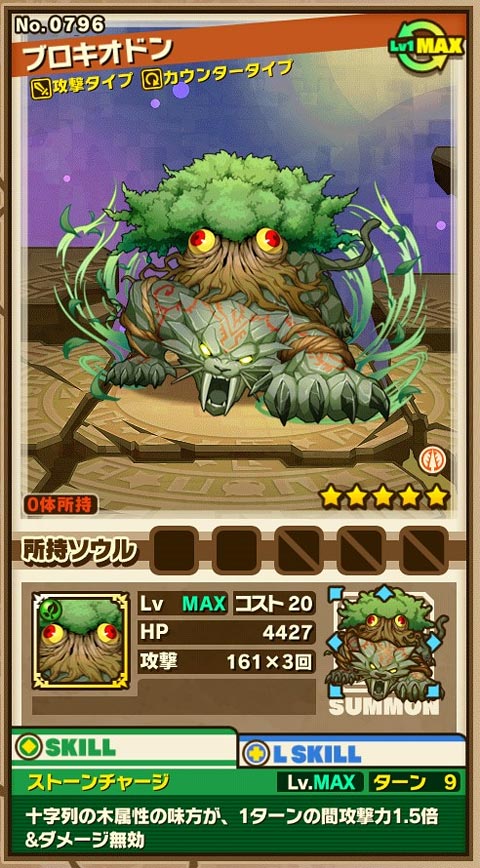 No.0796
ブロキオドン
Lv1 MAX
攻撃タイプ カウンタータイプ
0体所持
所持ソウル
Lv MAX コスト 20
HP 4427
攻撃 161×3回
SUMMON
SKILL
L SKILL
ストーンチャージ Lv.MAX ターン 9
十字列の木属性の味方が、1ターンの間攻撃力1.5倍
&ダメージ無効